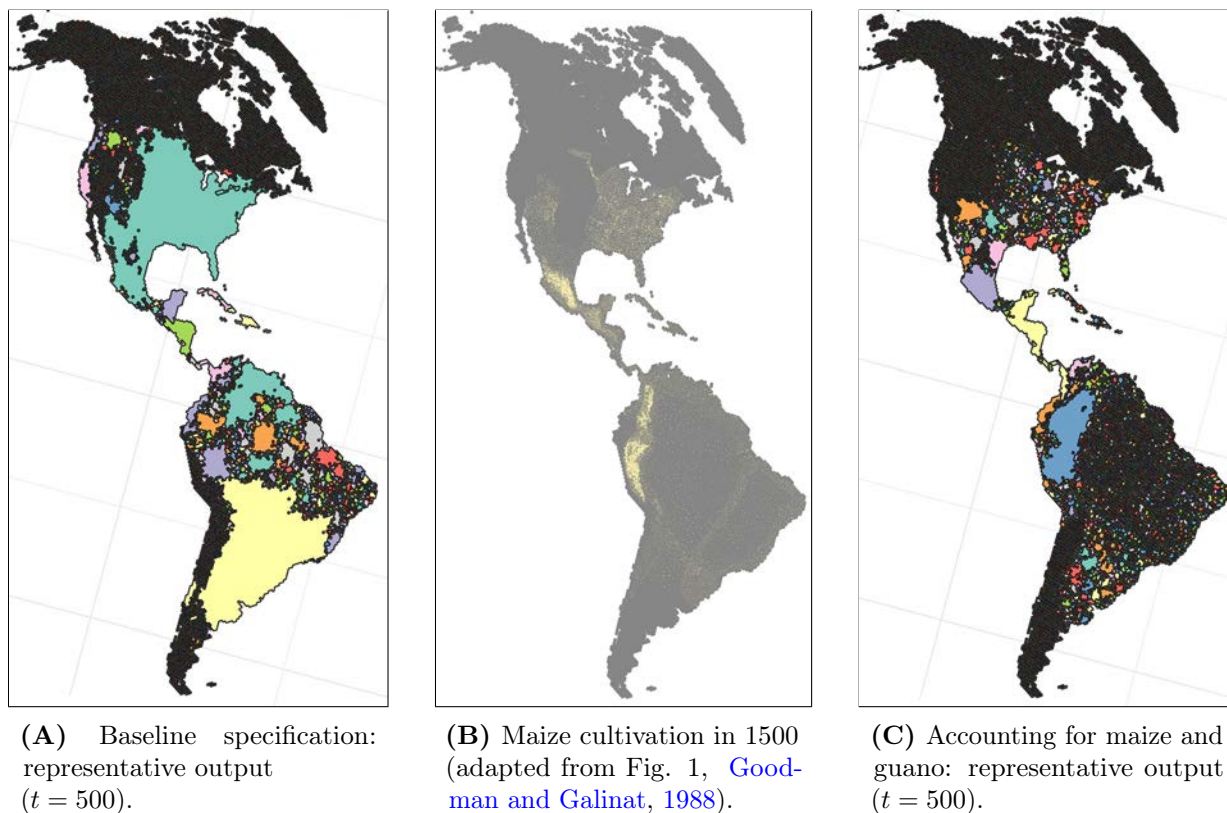 (A) Baseline specification:
representative output
(t = 500).
(B) Maize cultivation in 1500
(adapted from Fig. 1, Good-
man and Galinat, 1988).
(C) Accounting for maize and
guano: representative output
(t = 500).